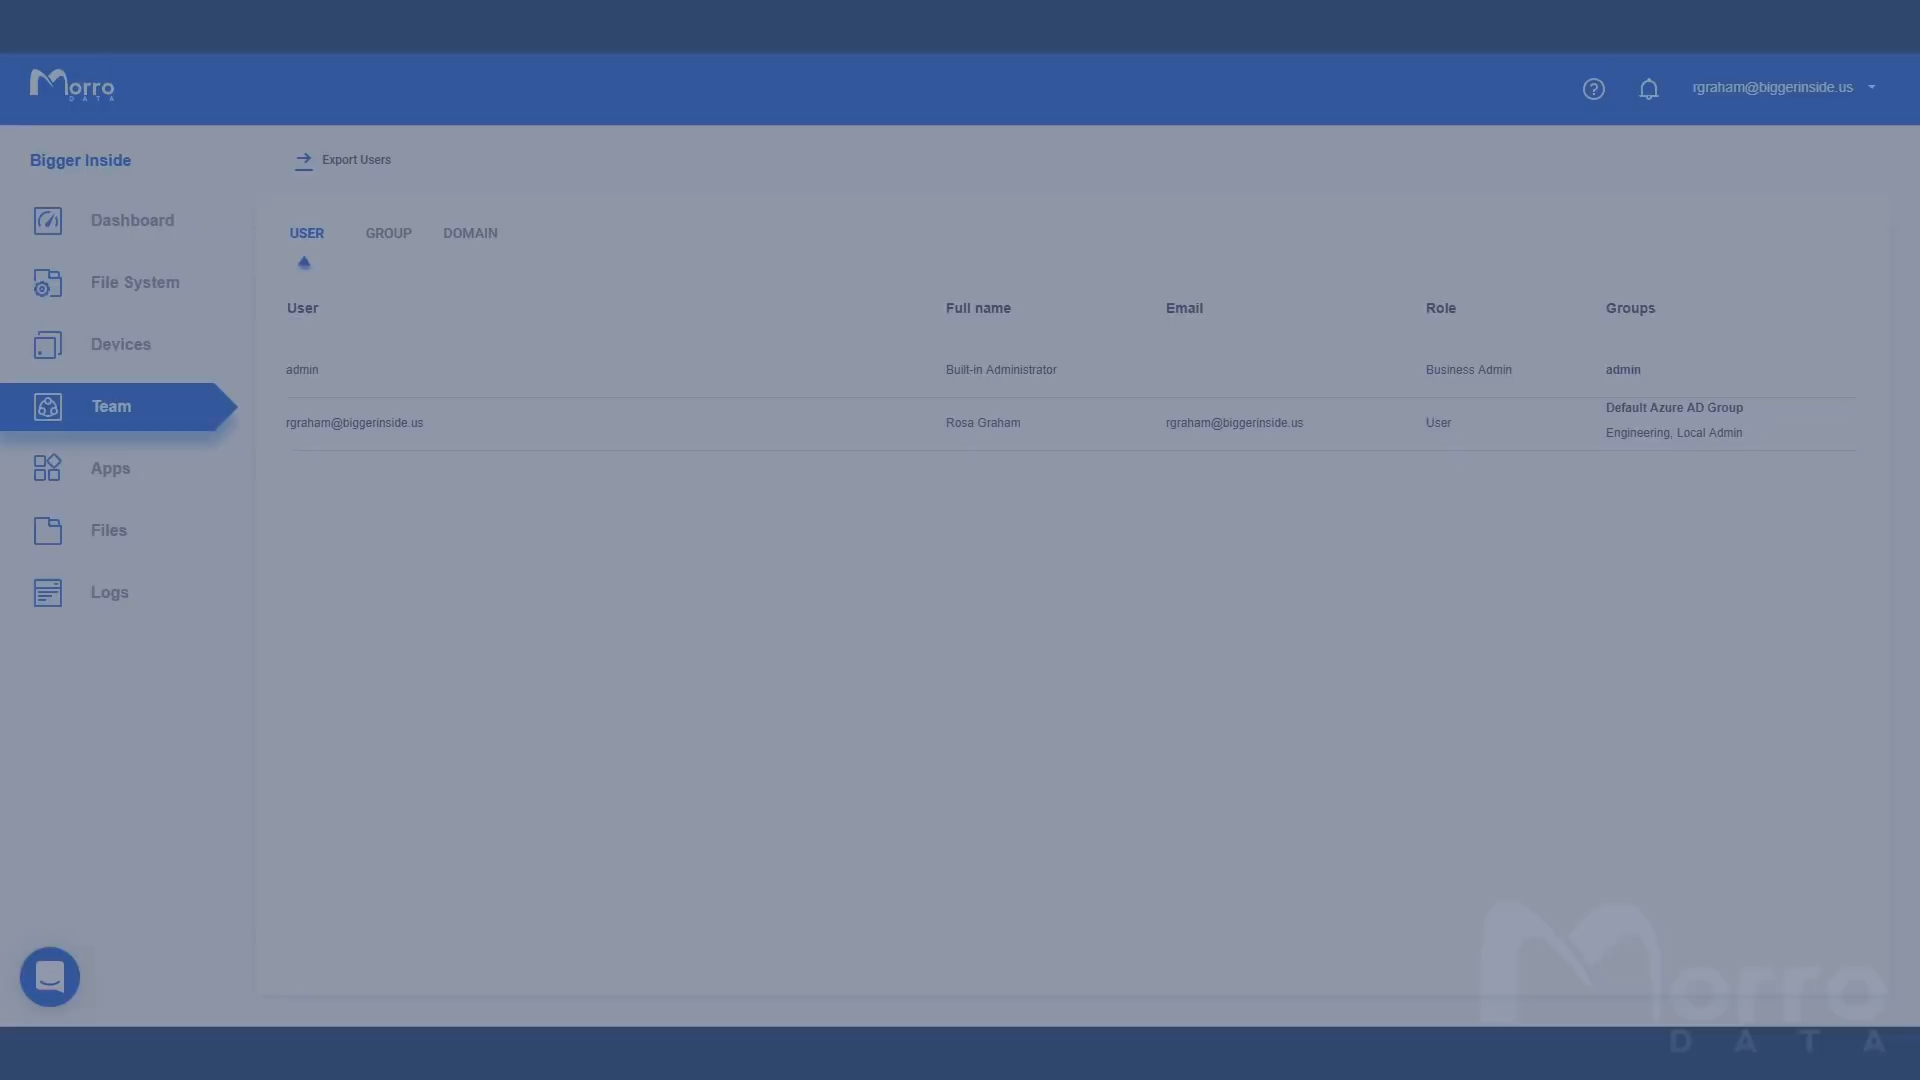 Morro
DATA
rgraham@biggerinside.us
Bigger Inside
Export Users
Dashboard
File System
Devices
Team
Apps
Files
Logs
USER GROUP DOMAIN
User Full name Email Role Groups
admin Built-in Administrator Business Admin admin
rgraham@biggerinside.us Rosa Graham rgraham@biggerinside.us User Default Azure AD Group
Engineering, Local Admin
Morro
DATA